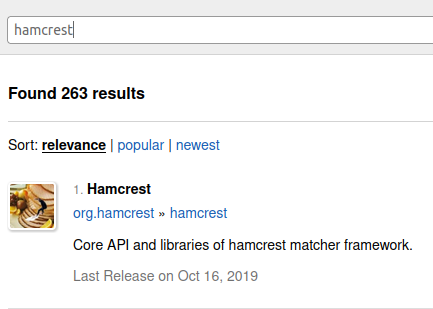 hamcrest
Found 263 results
Sort: relevance | popular | newest
1. Hamcrest
org.hamcrest » hamcrest
Core API and libraries of hamcrest matcher framework.
Last Release on Oct 16, 2019